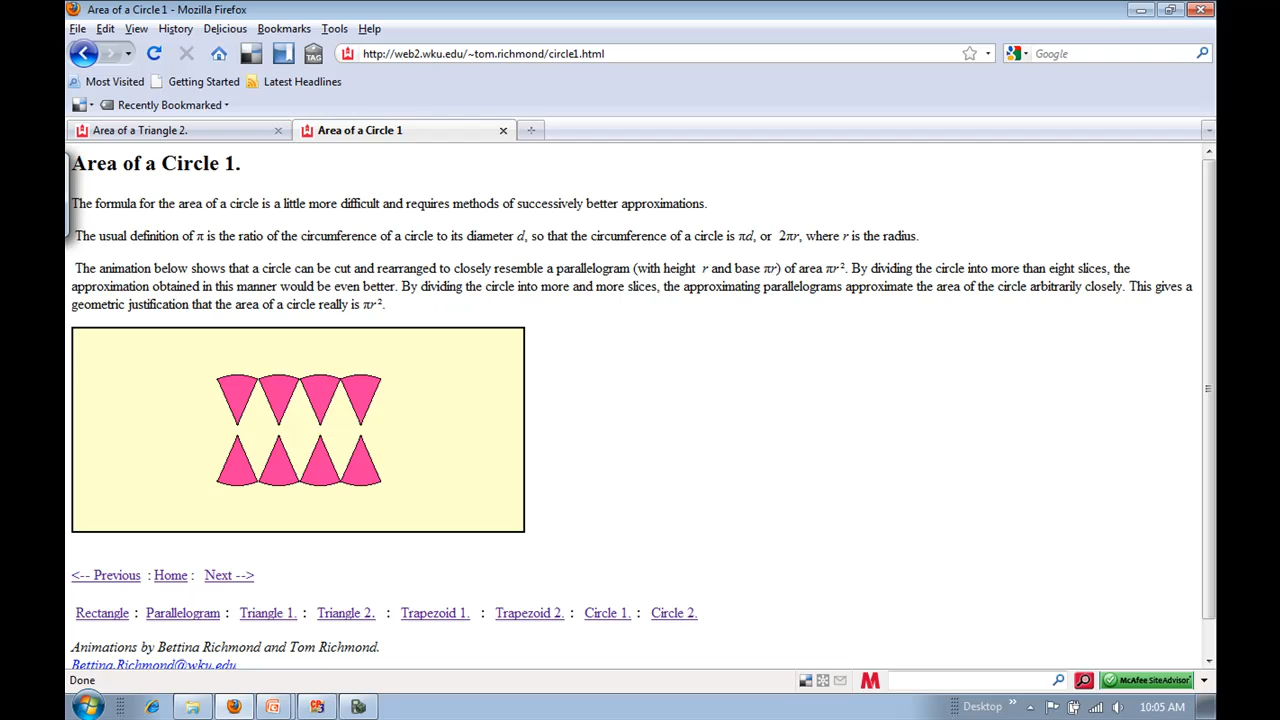 Area of a Circle 1 - Mozilla Firefox
File Edit View History Delicious Bookmarks Tools Help
TAG http://web2.wku.edu/~tom.richmond/circle1.html Google
Most Visited Getting Started Latest Headlines
Recently Bookmarked
Area of a Triangle 2. Area of a Circle 1
Area of a Circle 1.
The formula for the area of a circle is a little more difficult and requires methods of successively better approximations.
The usual definition of π is the ratio of the circumference of a circle to its diameter d, so that the circumference of a circle is πd, or 2πr, where r is the radius.
The animation below shows that a circle can be cut and rearranged to closely resemble a parallelogram (with height r and base πr) of area πr². By dividing the circle into more than eight slices, the
approximation obtained in this manner would be even better. By dividing the circle into more and more slices, the approximating parallelograms approximate the area of the circle arbitrarily closely. This gives a
geometric justification that the area of a circle really is πr².
<-- Previous : Home : Next -->
Rectangle : Parallelogram : Triangle 1. : Triangle 2. : Trapezoid 1. : Trapezoid 2. : Circle 1. : Circle 2.
Animations by Bettina Richmond and Tom Richmond.
Bettina.Richmond@wku.edu
Done McAfee SiteAdvisor
Desktop 10:05 AM